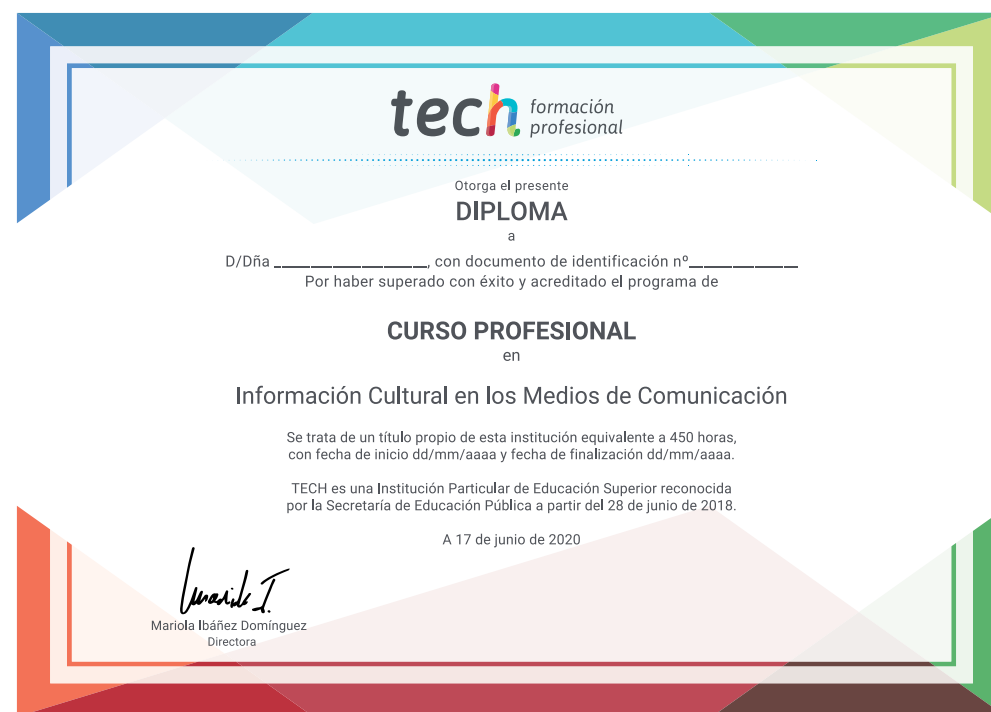 tech formación
profesional
Otorga el presente
DIPLOMA
a
D/Dña ____________________, con documento de identificación nº______________
Por haber superado con éxito y acreditado el programa de
CURSO PROFESIONAL
en
Información Cultural en los Medios de Comunicación
Se trata de un título propio de esta institución equivalente a 450 horas,
con fecha de inicio dd/mm/aaaa y fecha de finalización dd/mm/aaaa.
TECH es una Institución Particular de Educación Superior reconocida
por la Secretaría de Educación Pública a partir del 28 de junio de 2018.
A 17 de junio de 2020
Mariola I.
Mariola Ibáñez Domínguez
Directora